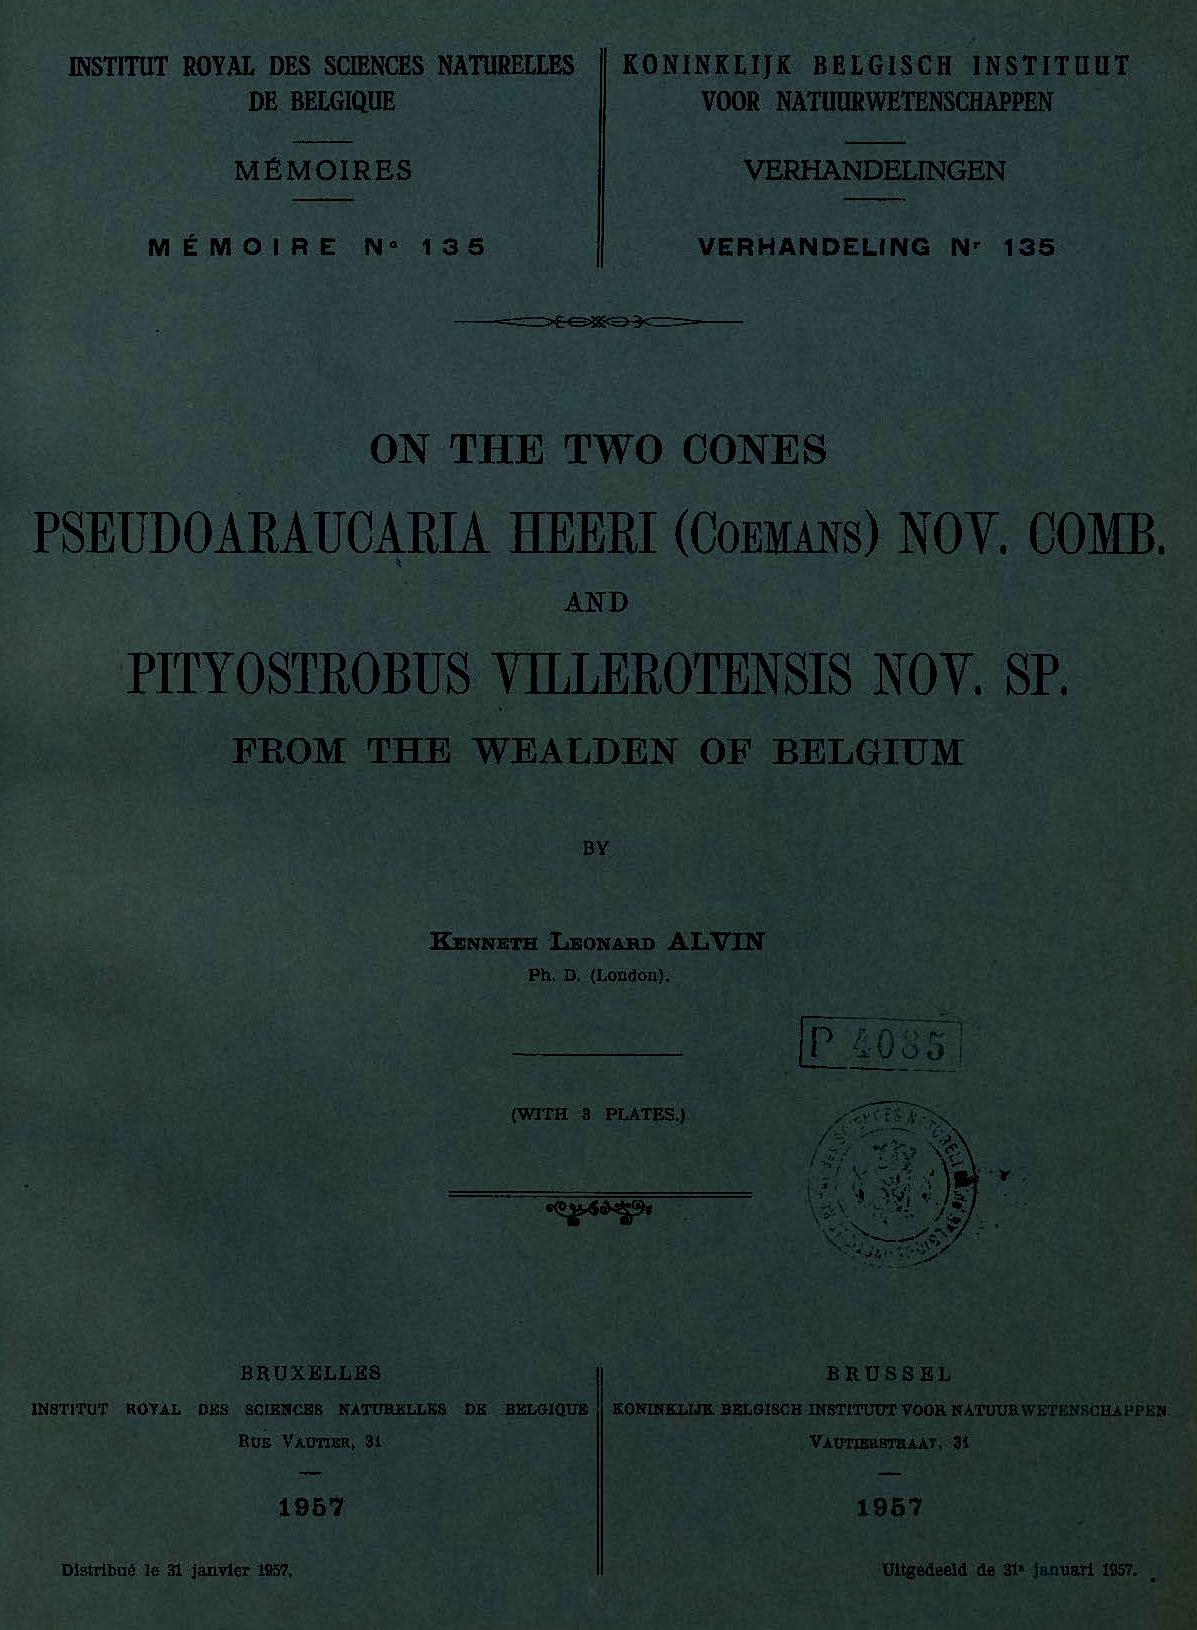 INSTITUT ROYAL DES SCIENCES NATURELLES
DE BELGIQUE
MÉMOIRES
MÉMOIRE N° 135
KONINKLIJK BELGISCH INSTITUUT
VOOR NATUURWETENSCHAPPEN
VERHANDELINGEN
VERHANDELING Nr 135
ON THE TWO CONES
PSEUDOARAUCARIA HEERI (COEMANS) NOV. COMB.
AND
PITYOSTROBUS VILLEROTENSIS NOV. SP.
FROM THE WEALDEN OF BELGIUM
BY
KENNETH LEONARD ALVIN
Ph. D. (London).
P 4085
(WITH 3 PLATES.)
BRUXELLES
INSTITUT ROYAL DES SCIENCES NATURELLES DE BELGIQUE
RUE VAUTIER, 31
1957
Distribué le 31 janvier 1957.
BRUSSEL
KONINKLIJK BELGISCH INSTITUUT VOOR NATUURWETENSCHAPPEN
VAUTIERSTRAAT, 31
1957
Uitgedeeld de 31e januari 1957.